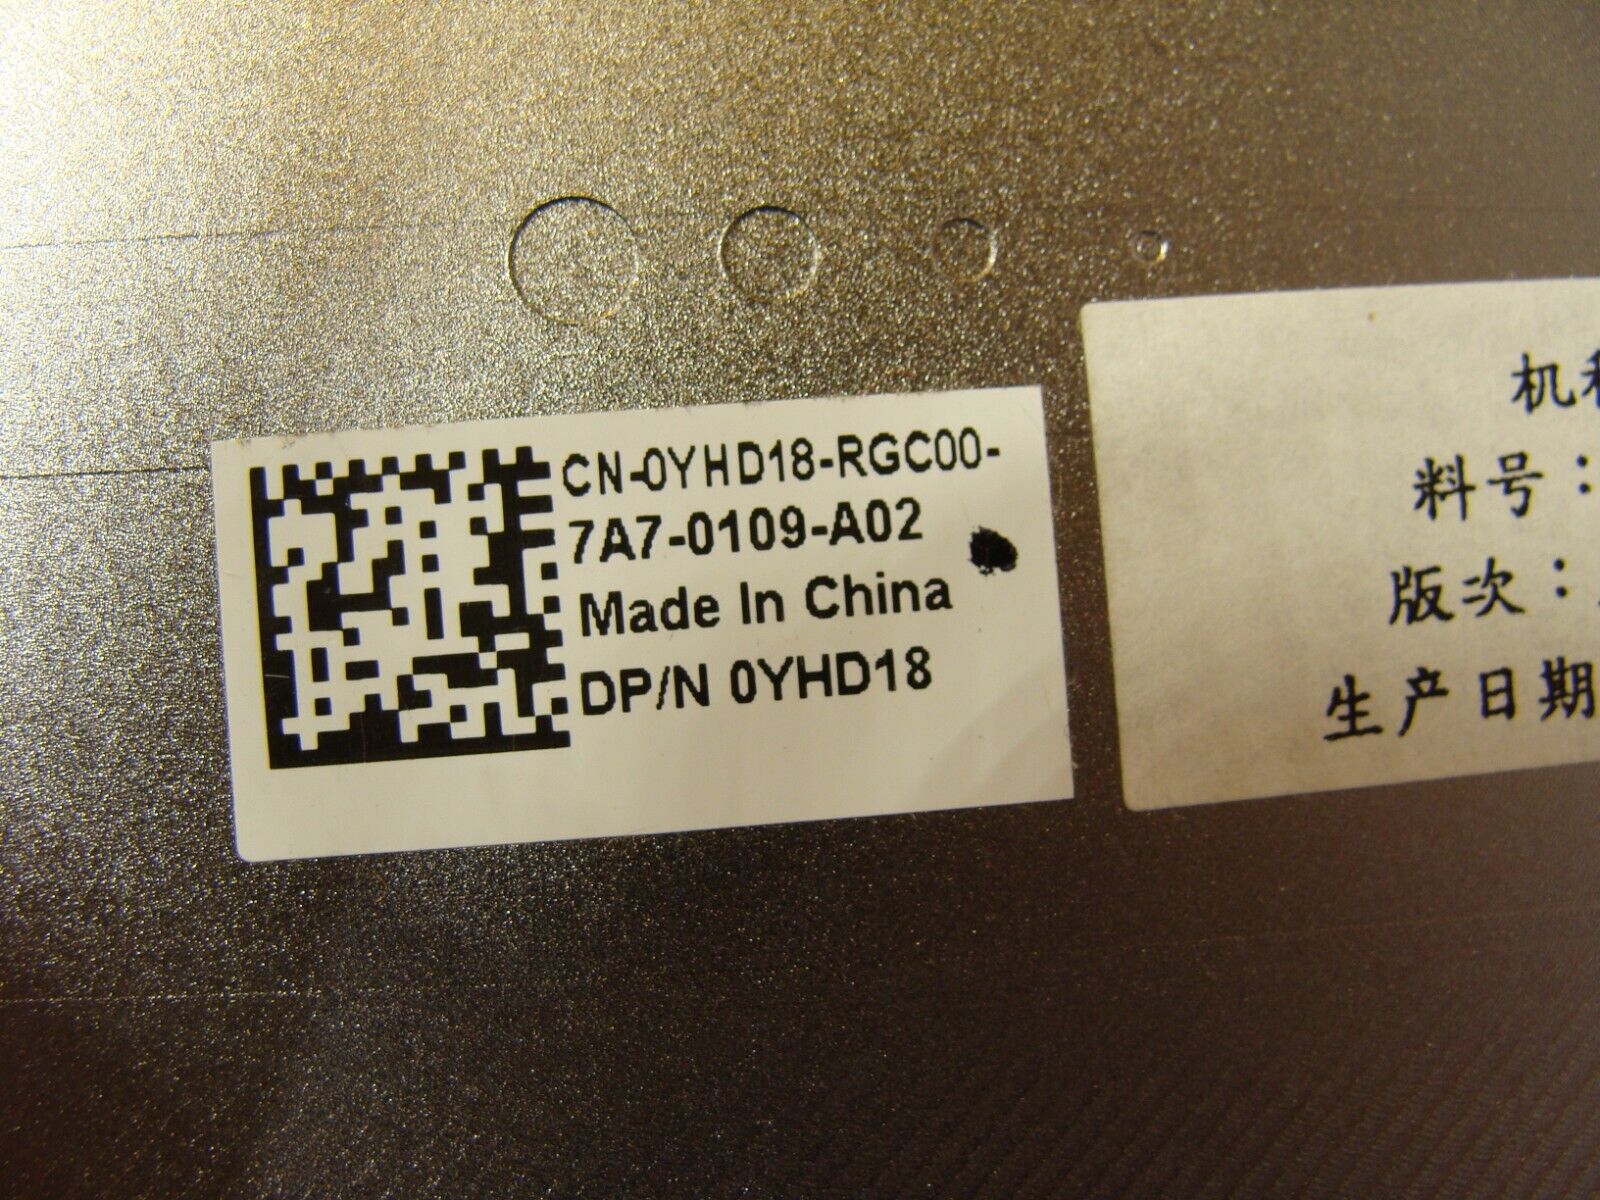 CN-0YHD18-RGC00-
7A7-0109-A02
Made In China
DP/N 0YHD18
机
料号：
版次：
生产日期